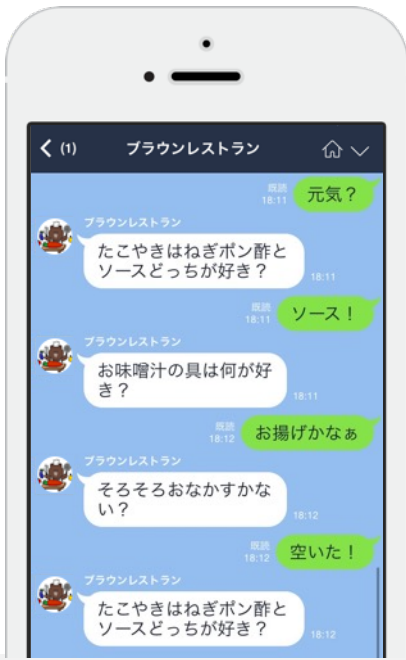 (1) ブラウンレストラン
既読
18:11
元気？
ブラウンレストラン
たこやきはねぎポン酢と
ソースどっちが好き？
18:11
既読
18:11
ソース！
ブラウンレストラン
お味噌汁の具は何が好
き？
18:11
既読
18:12
お揚げかなぁ
ブラウンレストラン
そろそろおなかすかな
い？
18:12
既読
18:12
空いた！
ブラウンレストラン
たこやきはねぎポン酢と
ソースどっちが好き？
18:12